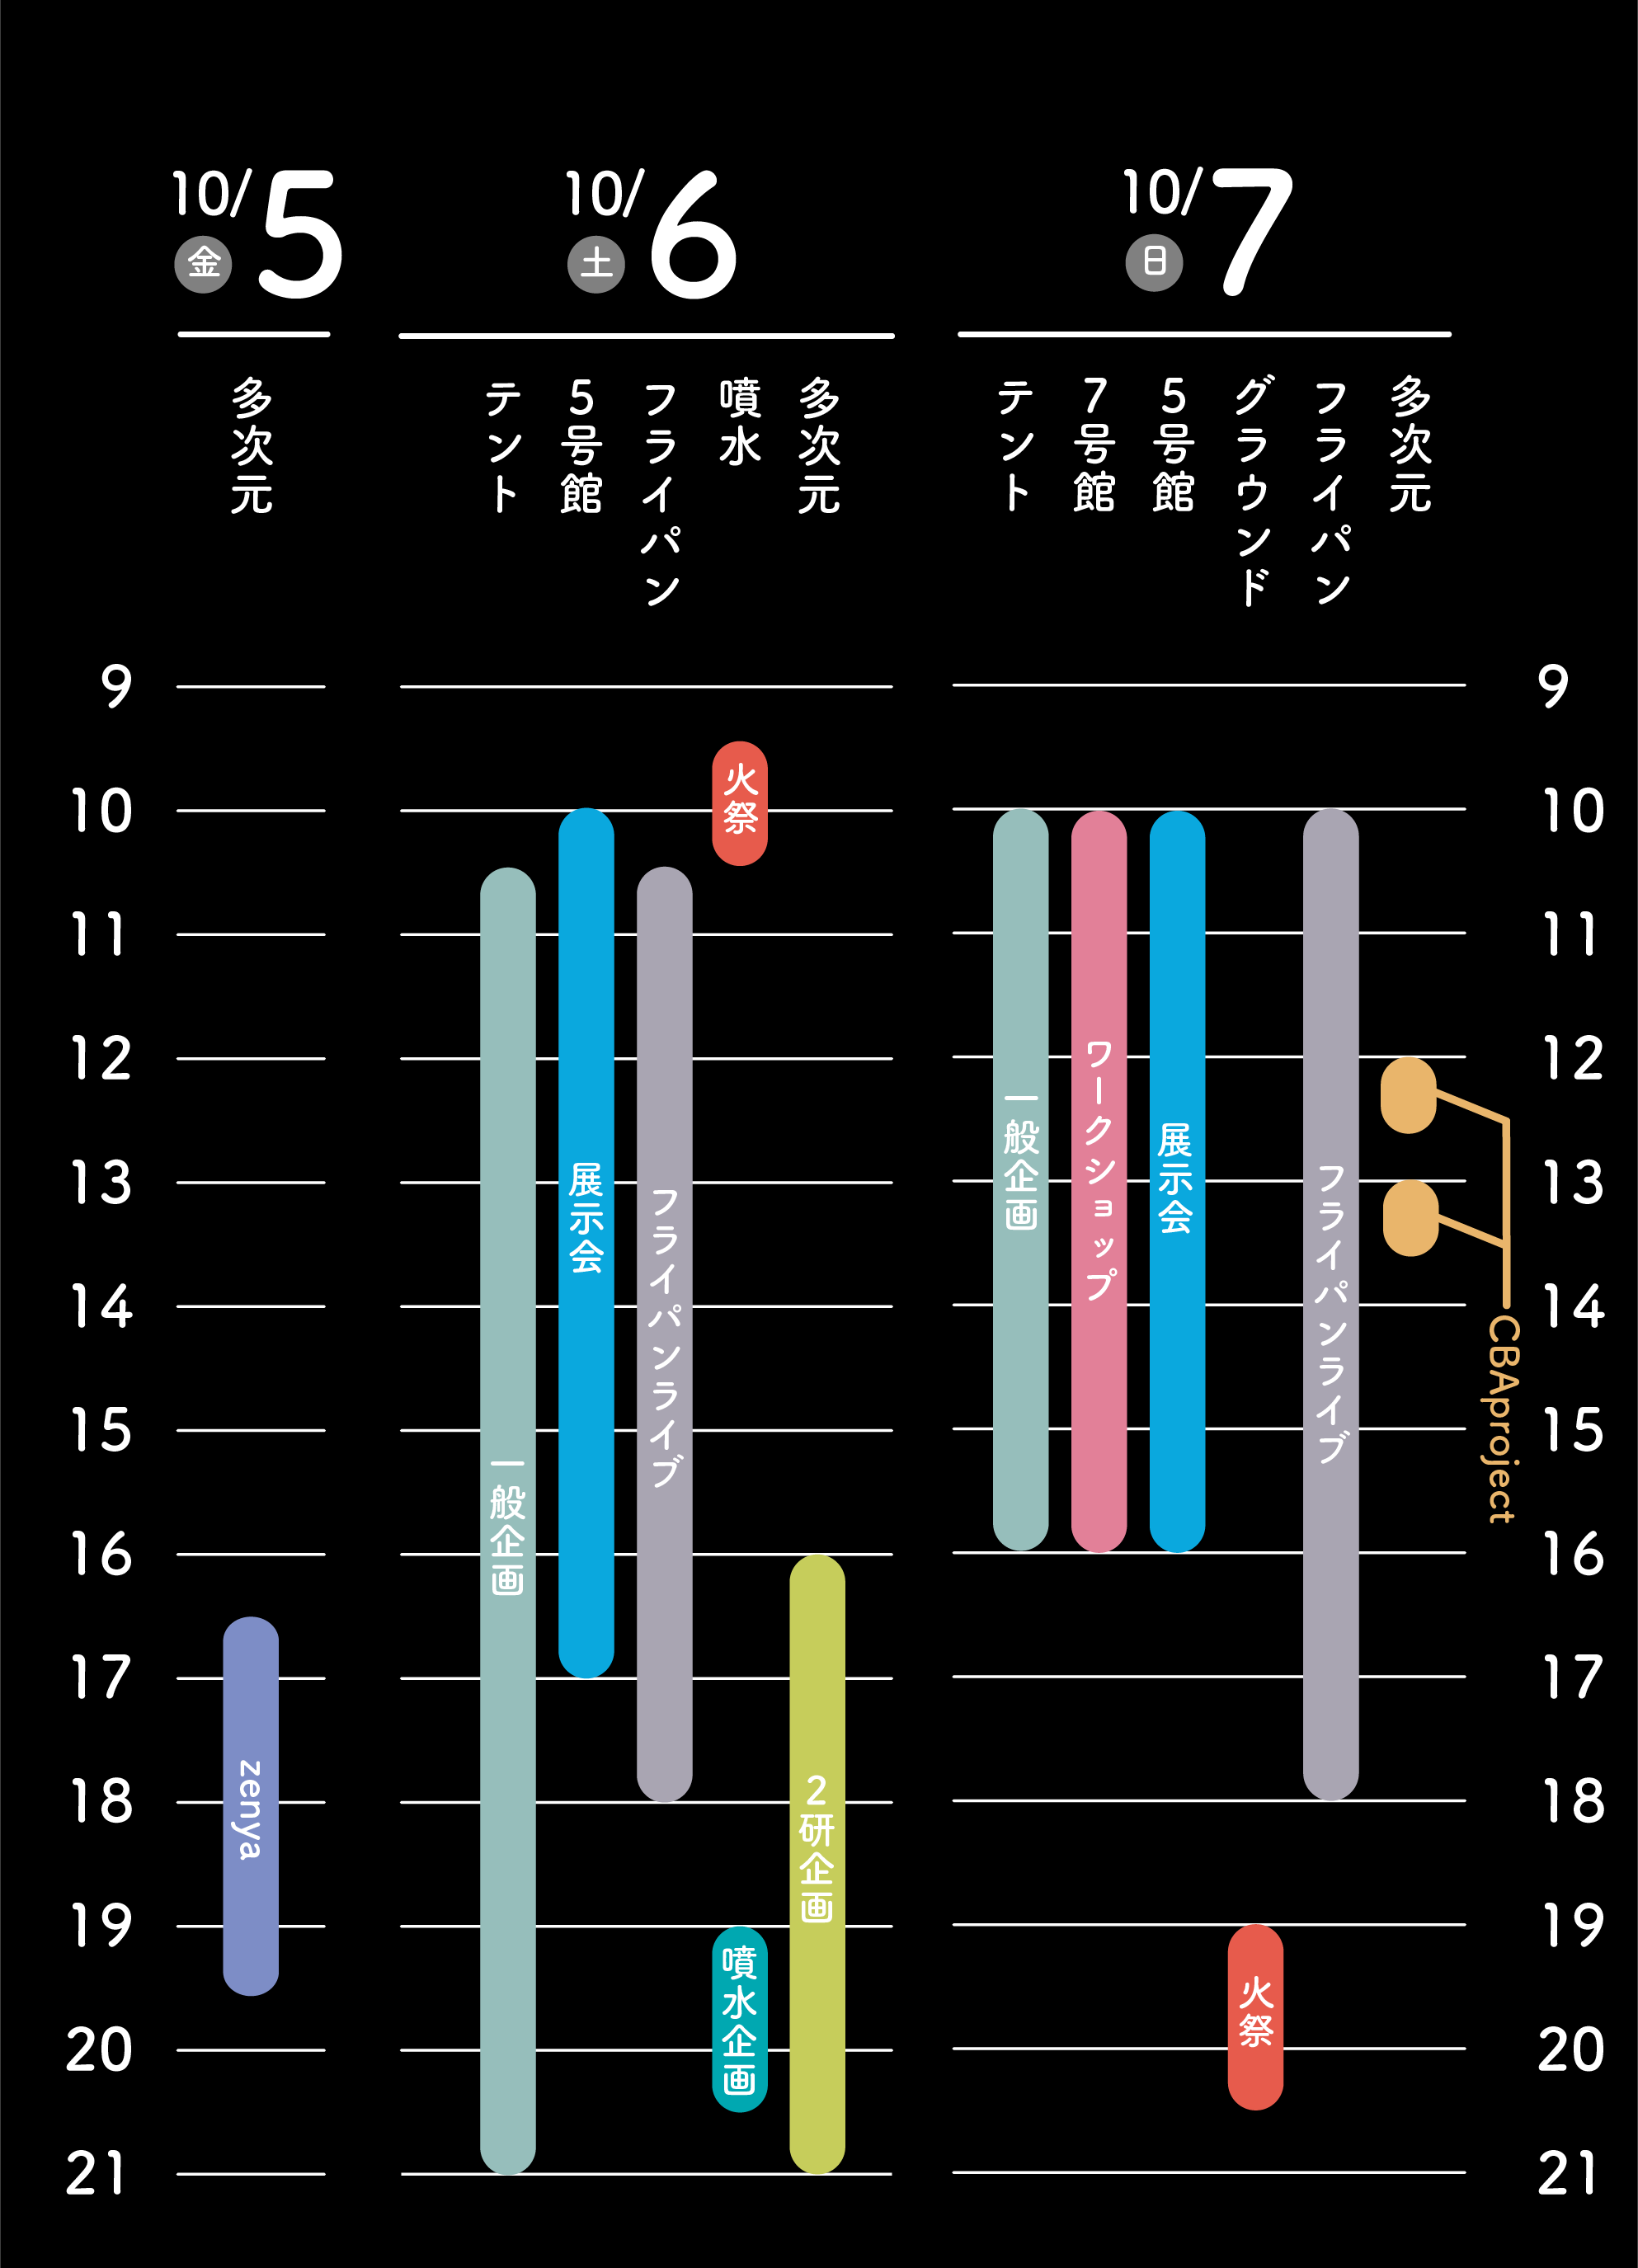 10/5
金
10/6
土
10/7
日
多次元
テント
5号館
フライパン
噴水
多次元
テント
7号館
5号館
グラウンド
フライパン
多次元
9
10
11
12
13
14
15
16
17
18
19
20
21
zenya
一般企画
展示会
フライパンライブ
火祭
噴水企画
2研企画
一般企画
ワークショップ
展示会
火祭
フライパンライブ
CBAproject
9
10
11
12
13
14
15
16
17
18
19
20
21